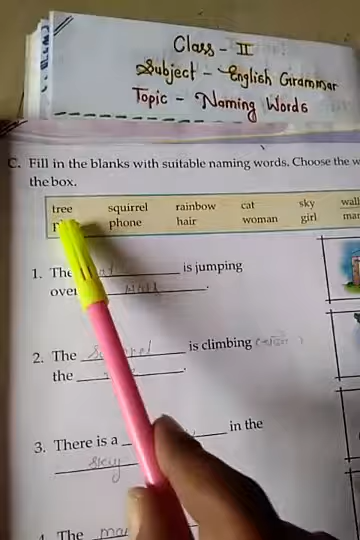 Class - II
Subject - English Grammar
Topic - Naming Words
C. Fill in the blanks with suitable naming words. Choose the w
the box.
tree squirrel rainbow cat sky wall
phone hair woman girl mar
1. The is jumping
over wall.
2. The is climbing
the .
3. There is a in the
sky
The